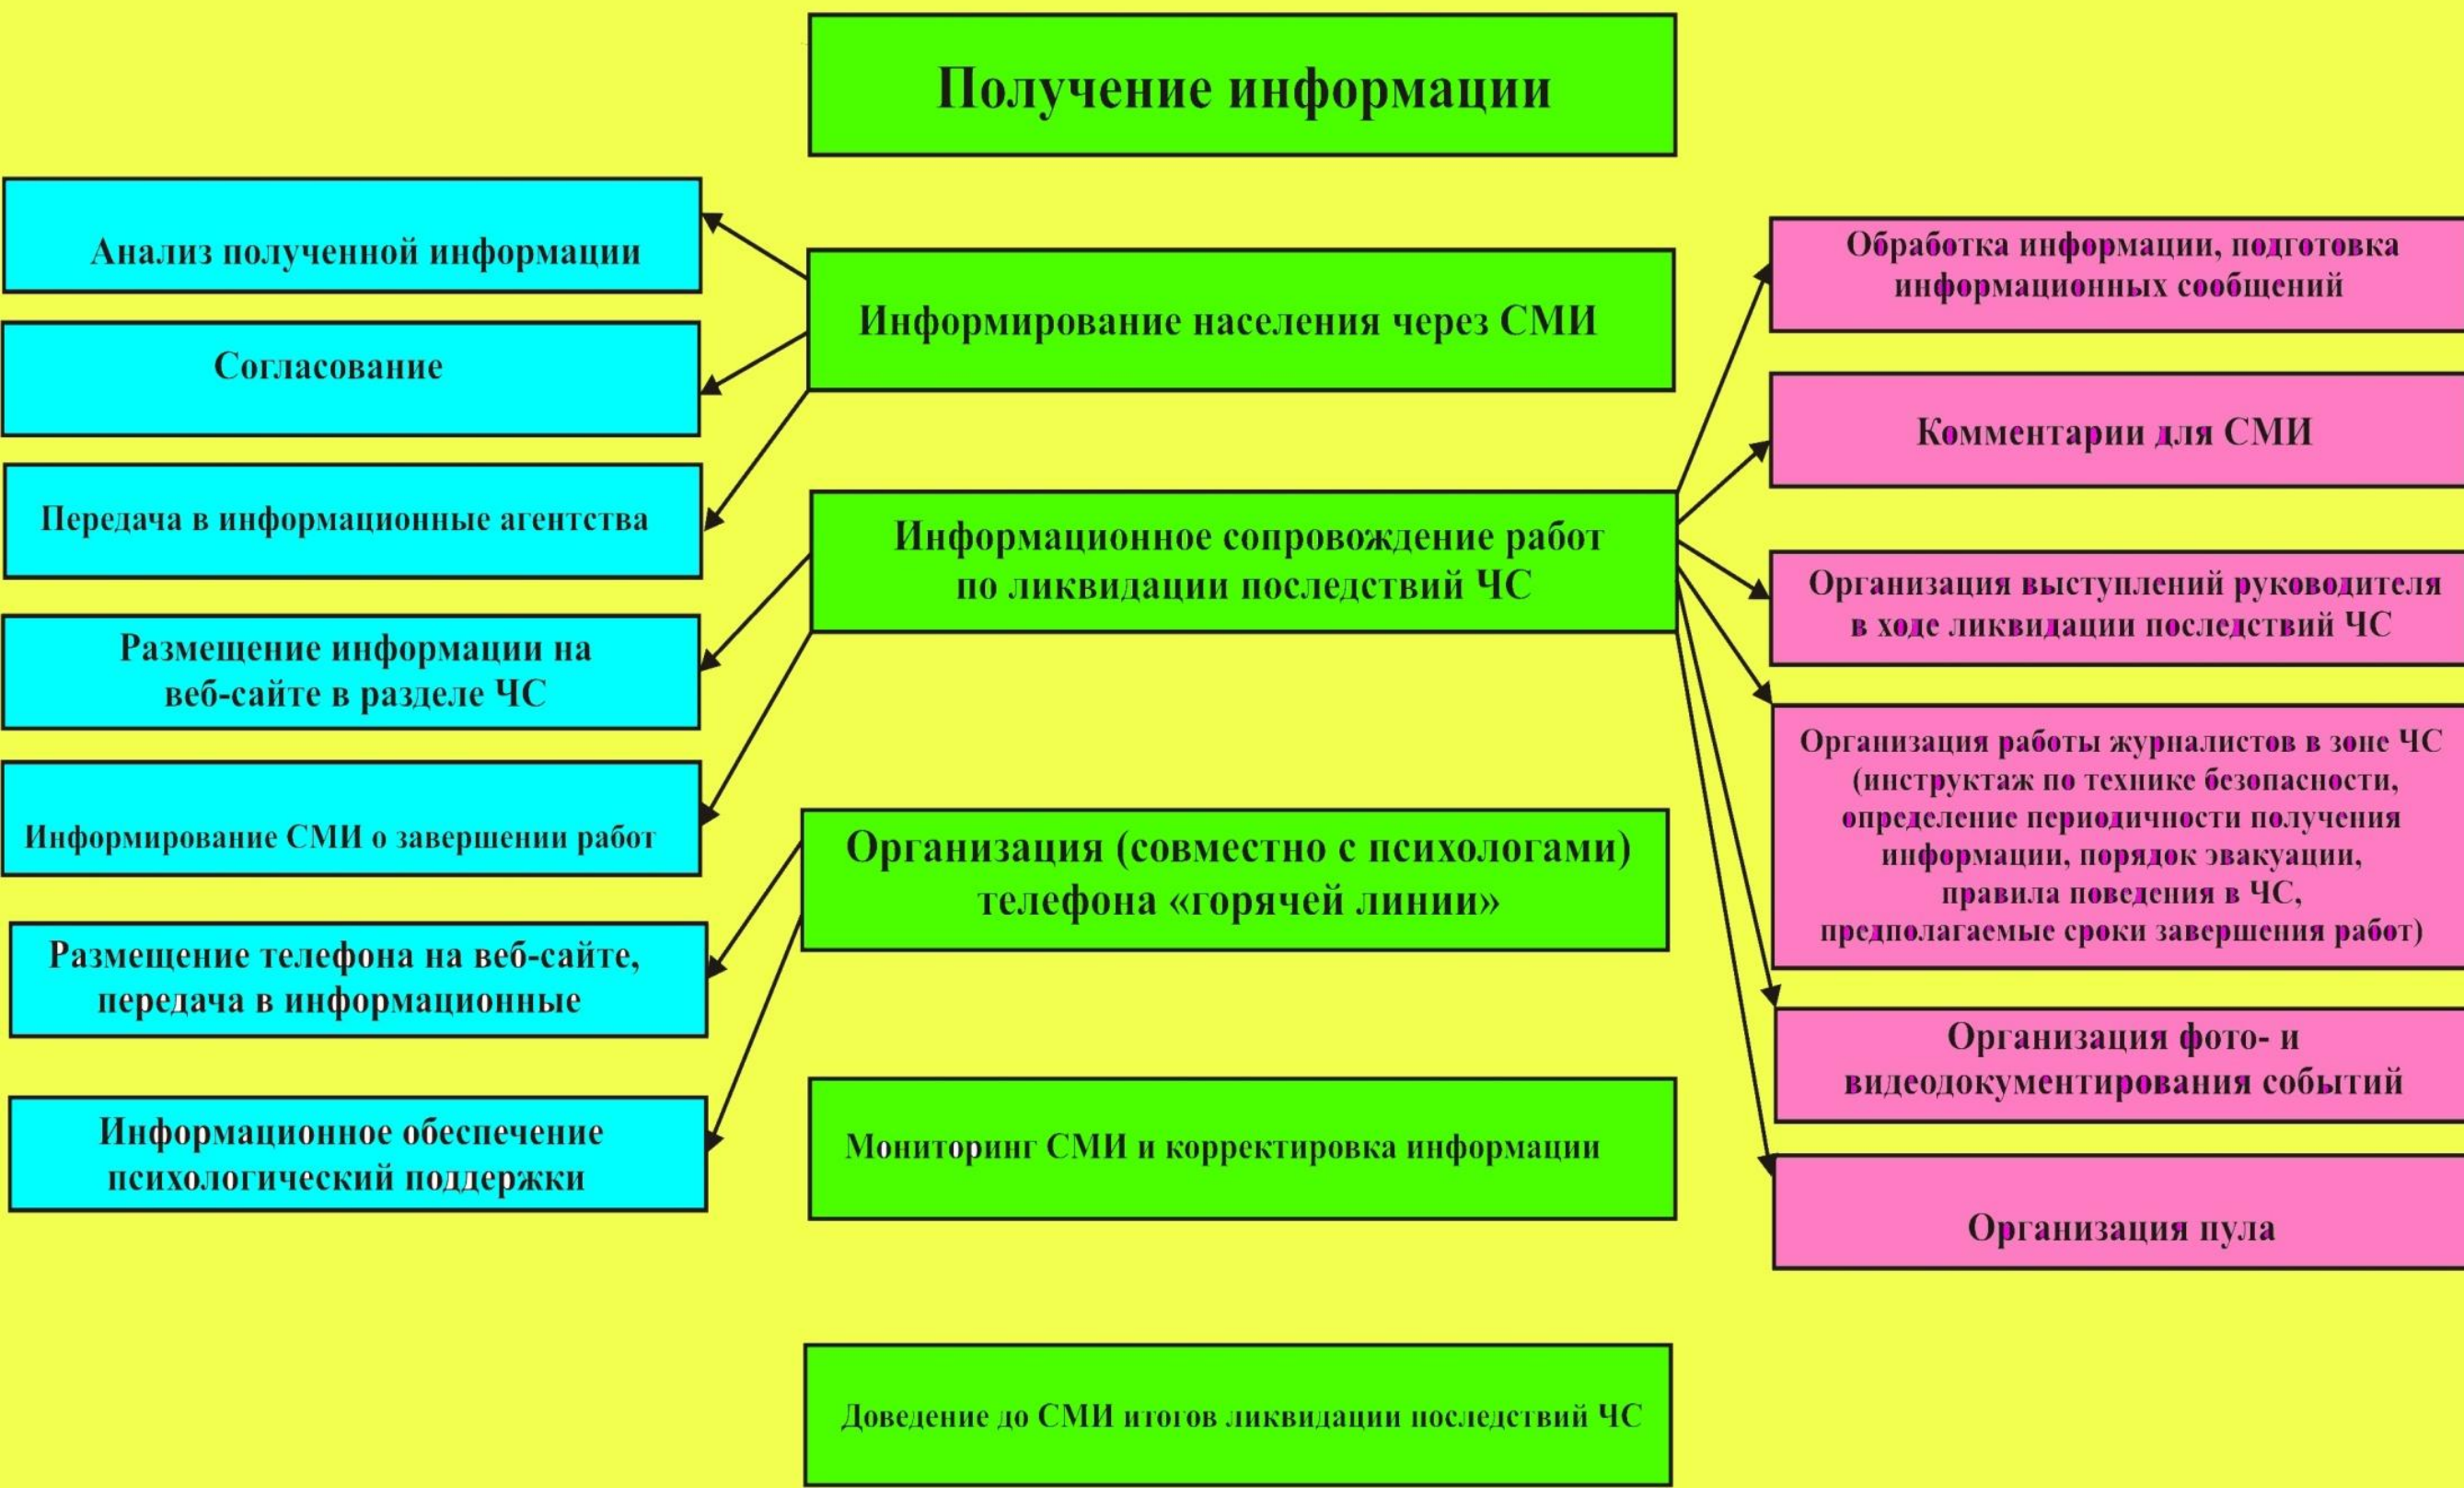 Получение информации
Анализ полученной информации
Согласование
Передача в информационные агентства
Размещение информации на
веб-сайте в разделе ЧС
Информирование СМИ о завершении работ
Размещение телефона на веб-сайте,
передача в информационные
Информационное обеспечение
психологический поддержки
Информирование населения через СМИ
Информационное сопровождение работ
по ликвидации последствий ЧС
Организация (совместно с психологами)
телефона «горячей линии»
Мониторинг СМИ и корректировка информации
Доведение до СМИ итогов ликвидации последствий ЧС
Обработка информации, подготовка
информационных сообщений
Комментарии для СМИ
Организация выступлений руководителя
в ходе ликвидации последствий ЧС
Организация работы журналистов в зоне ЧС
(инструктаж по технике безопасности,
определение периодичности получения
информации, порядок эвакуации,
правила поведения в ЧС,
предполагаемые сроки завершения работ)
Организация фото- и
видеодокументирования событий
Организация пула